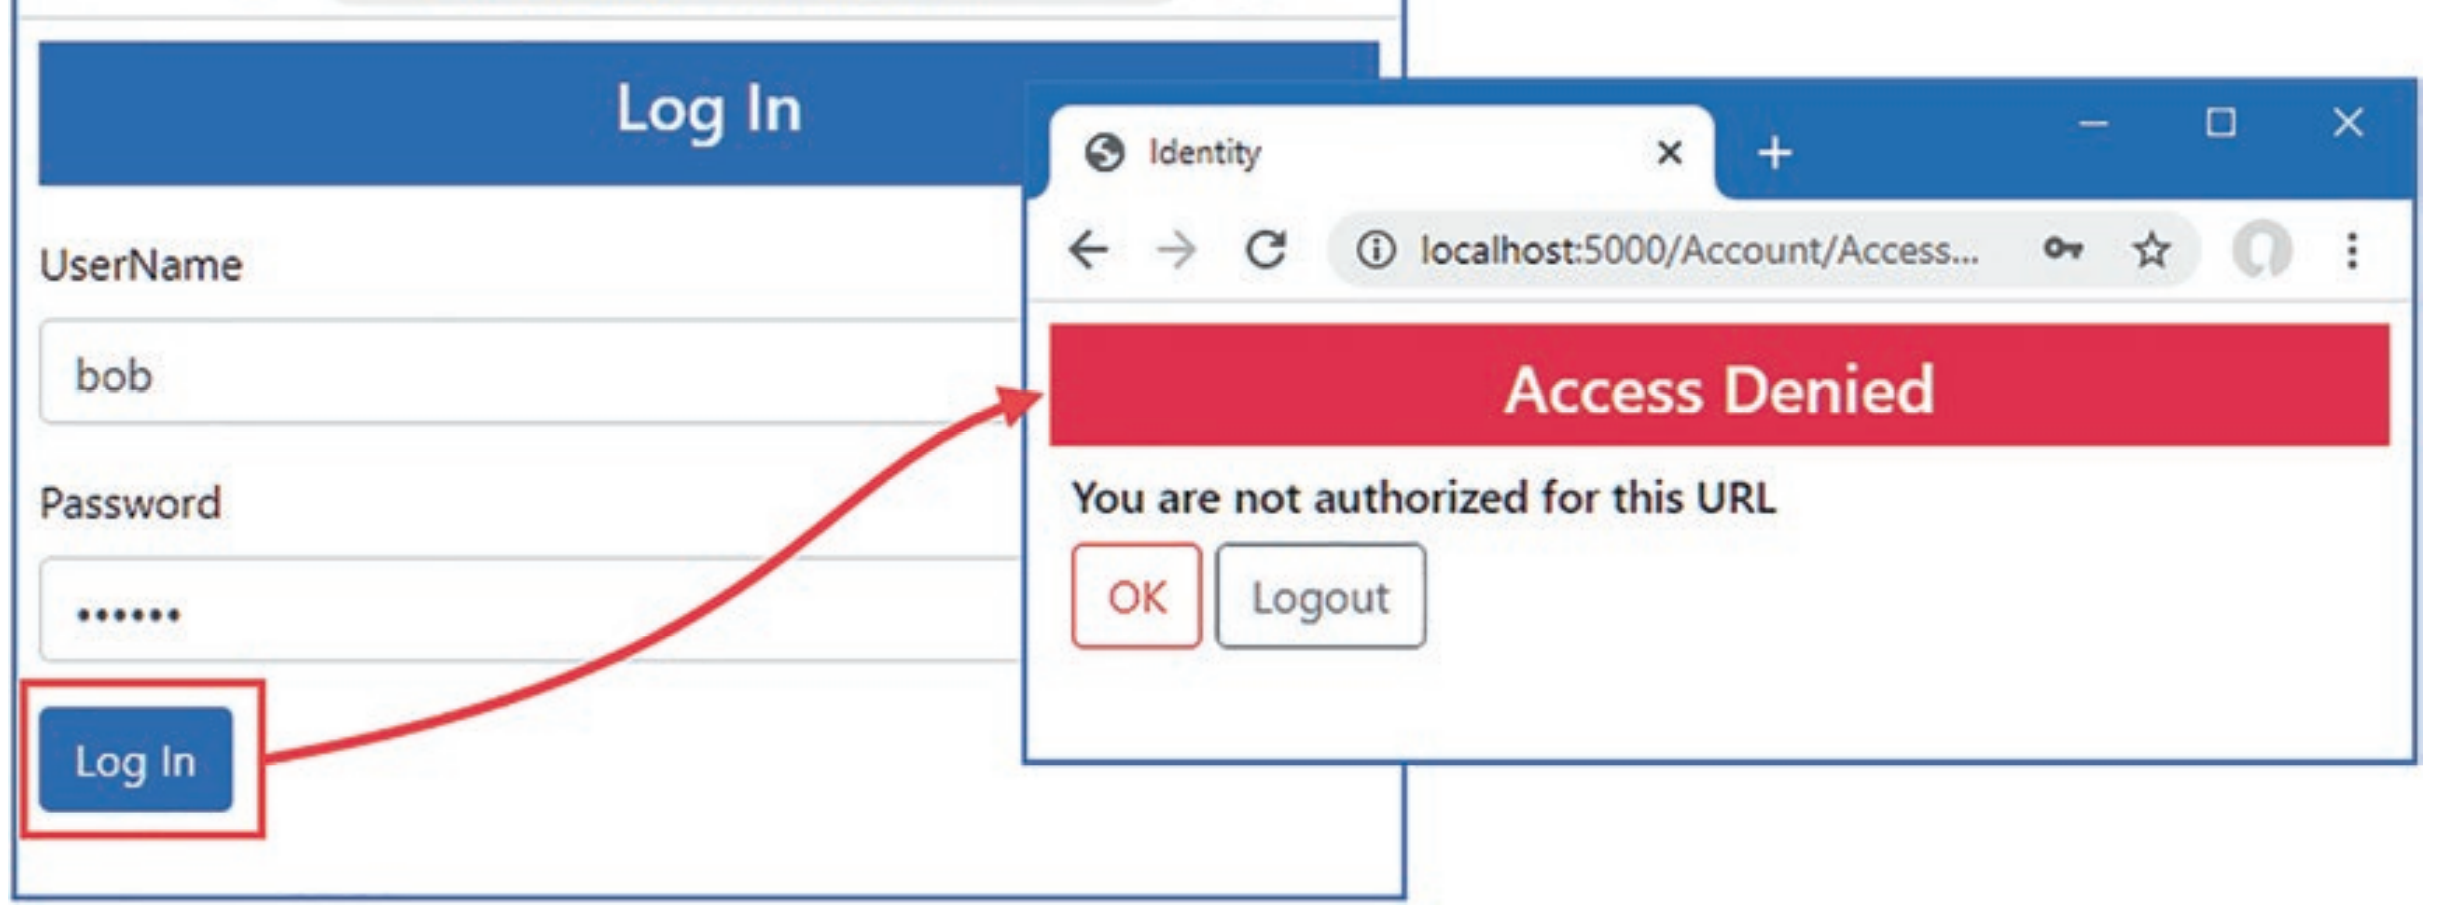 Log In
UserName
bob
Password
••••••
Log In
Identity
localhost:5000/Account/Access...
Access Denied
You are not authorized for this URL
OK
Logout